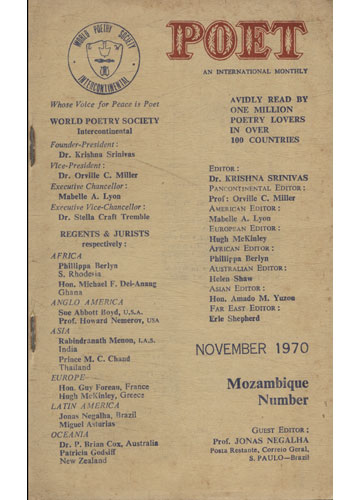 WORLD POETRY SOCIETY
INTERCONTINENTAL
POET
AN INTERNATIONAL MONTHLY
Whose Voice for Peace is Poet
WORLD POETRY SOCIETY
Intercontinental
Founder-President :
Dr. Krishna Srinivas
Vice-President :
Dr. Orville C. Miller
Executive Chancellor :
Mabelle A. Lyon
Executive Vice-Chancellor :
Dr. Stella Craft Tremble
REGENTS & JURISTS
respectively :
AFRICA
Phillippa Berlyn
S. Rhodesia
Hon. Michael F. Dei-Anang
Ghana
ANGLO AMERICA
Sue Abbott Boyd, U.S.A.
Prof. Howard Nemerov, USA
ASIA
Rabindranath Menon, I.A.S.
India
Prince M. C. Chand
Thailand
EUROPE—
Hon. Guy Foreau, France
Hugh McKinley, Greece
LATIN AMERICA
Jonas Negalha, Brazil
Miguel Asturias
OCEANIA
Dr. P. Brian Cox, Australia
Patricia Godsiff
New Zealand
AVIDLY READ BY
ONE MILLION
POETRY LOVERS
IN OVER
100 COUNTRIES
EDITOR :
Dr. KRISHNA SRINIVAS
PANCONTINENTAL EDITOR :
Prof: Orville C. Miller
AMERICAN EDITOR :
Mabelle A. Lyon
EUROPEAN EDITOR :
Hugh McKinley
AFRICAN EDITOR :
Phillippa Berlyn
AUSTRALIAN EDITOR :
Helen Shaw
ASIAN EDITOR :
Hon. Amado M. Yuzon
FAR EAST EDITOR :
Erle Shepherd
NOVEMBER 1970
Mozambique
Number
GUEST EDITOR :
Prof. JONAS NEGALHA
Posta Restante, Correio Geral,
S. PAULO—Brazil